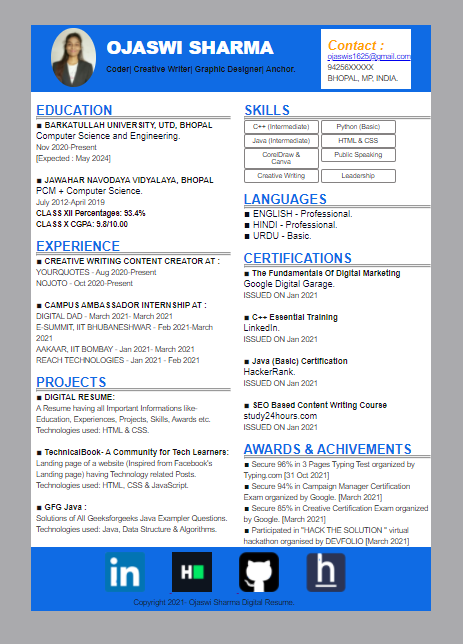 OJASWI SHARMA
Coder| Creative Writer| Graphic Designer| Anchor.
Contact :
ojaswis1625@gmail.com
94256XXXXX
BHOPAL, MP, INDIA.
EDUCATION
■ BARKATULLAH UNIVERSITY, UTD, BHOPAL
Computer Science and Engineering.
Nov 2020-Present
[Expected : May 2024]
■ JAWAHAR NAVODAYA VIDYALAYA, BHOPAL
PCM + Computer Science.
July 2012-April 2019
CLASS XII Percentages: 93.4%
CLASS X CGPA: 9.8/10.00
EXPERIENCE
■ CREATIVE WRITING CONTENT CREATOR AT :
YOURQUOTES - Aug 2020-Present
NOJOTO - Oct 2020-Present
■ CAMPUS AMBASSADOR INTERNSHIP AT :
DIGITAL DAD - March 2021- March 2021
E-SUMMIT, IIT BHUBANESHWAR - Feb 2021-March
2021
AAKAAR, IIT BOMBAY - Jan 2021- March 2021
REACH TECHNOLOGIES - Jan 2021 - Feb 2021
PROJECTS
■ DIGITAL RESUME:
A Resume having all Important Informations like-
Education, Experiences, Projects, Skills, Awards etc.
Technologies used: HTML & CSS.
■ TechnicalBook- A Community for Tech Learners:
Landing page of a website (Inspired from Facebook's
Landing page) having Technology related Posts.
Technologies used: HTML, CSS & JavaScript.
■ GFG Java :
Solutions of All Geeksforgeeks Java Exampler Questions.
Technologies used: Java, Data Structure & Algorithms.
SKILLS
C++ (Intermediate) Python (Basic)
Java (Intermediate) HTML & CSS
CorelDraw & Public Speaking
Canva
Creative Writing Leadership
LANGUAGES
■ ENGLISH - Professional.
■ HINDI - Professional.
■ URDU - Basic.
CERTIFICATIONS
■ The Fundamentals Of Digital Marketing
Google Digital Garage.
ISSUED ON Jan 2021
■ C++ Essential Training
LinkedIn.
ISSUED ON Jan 2021
■ Java (Basic) Certification
HackerRank.
ISSUED ON Jan 2021
■ SEO Based Content Writing Course
study24hours.com
ISSUED ON Jan 2021
AWARDS & ACHIVEMENTS
■ Secure 96% in 3 Pages Typing Test organized by
Typing.com [31 Oct 2021]
■ Secure 94% in Campaign Manager Certification
Exam organized by Google. [March 2021]
■ Secure 85% in Creative Certification Exam organized
by Google. [March 2021]
■ Participated in "HACK THE SOLUTION " virtual
hackathon organised by DEVFOLIO [March 2021]
in H h
Copyright 2021- Ojaswi Sharma Digital Resume.